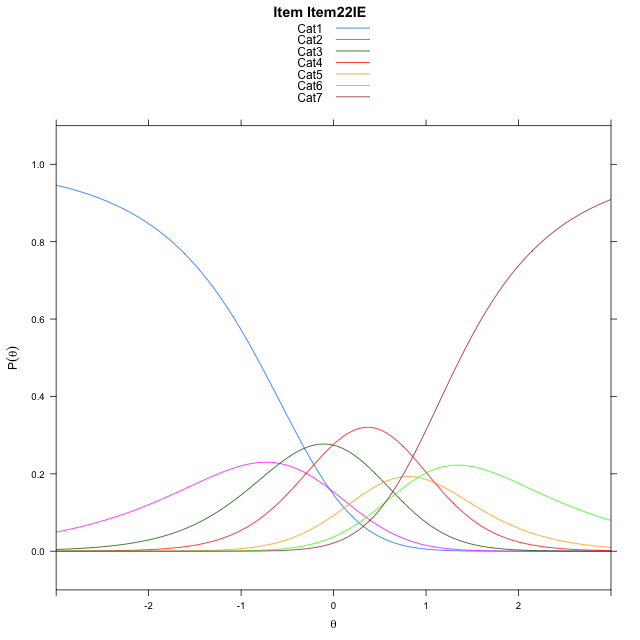 Item Item22IE
Cat1
Cat2
Cat3
Cat4
Cat5
Cat6
Cat7
1.0
0.8
0.6
0.4
0.2
0.0
P(θ)
-2 -1 0 1 2
θ